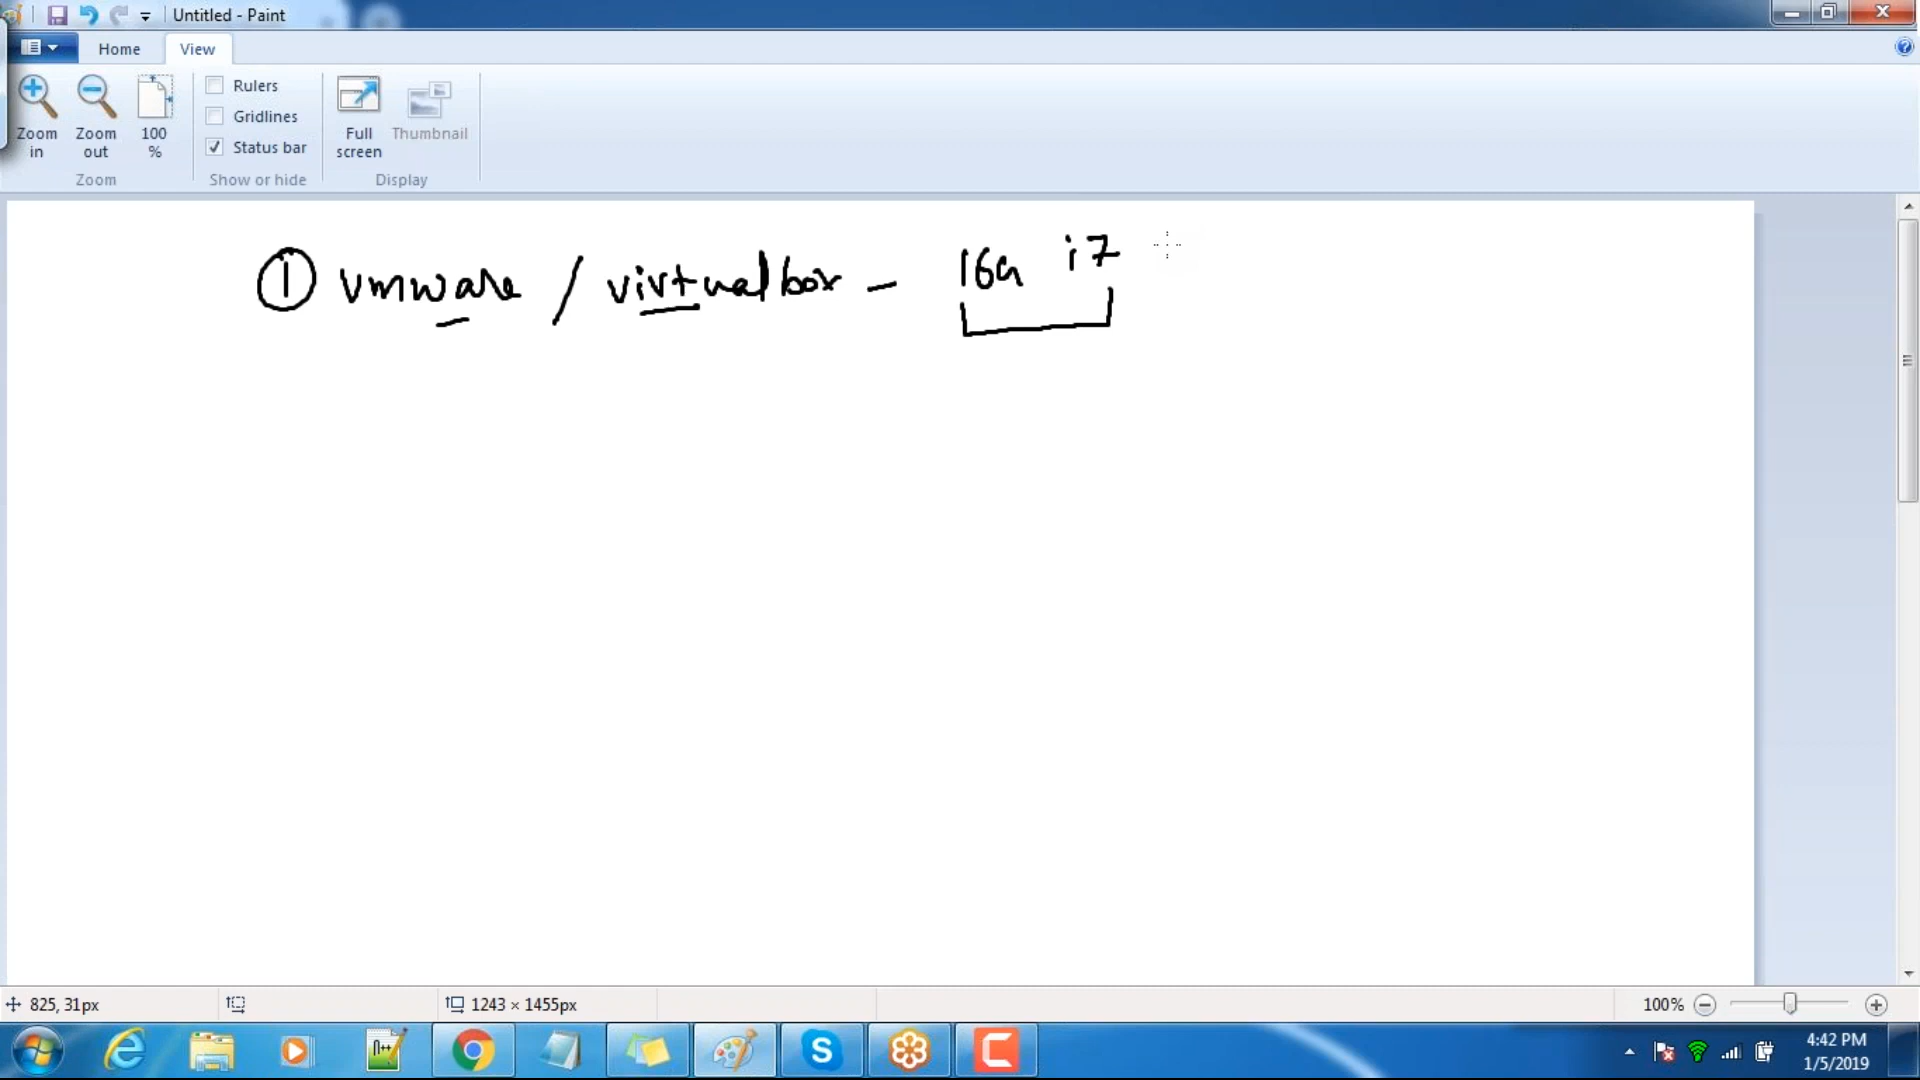 Untitled - Paint
Home View
Zoom in
Zoom out
100 %
Rulers
Gridlines
Status bar
Full screen
Thumbnail
Zoom
Show or hide
Display
① vmware / virtualbox - 16G i7
825, 31px
1243 × 1455px
100%
4:42 PM
1/5/2019